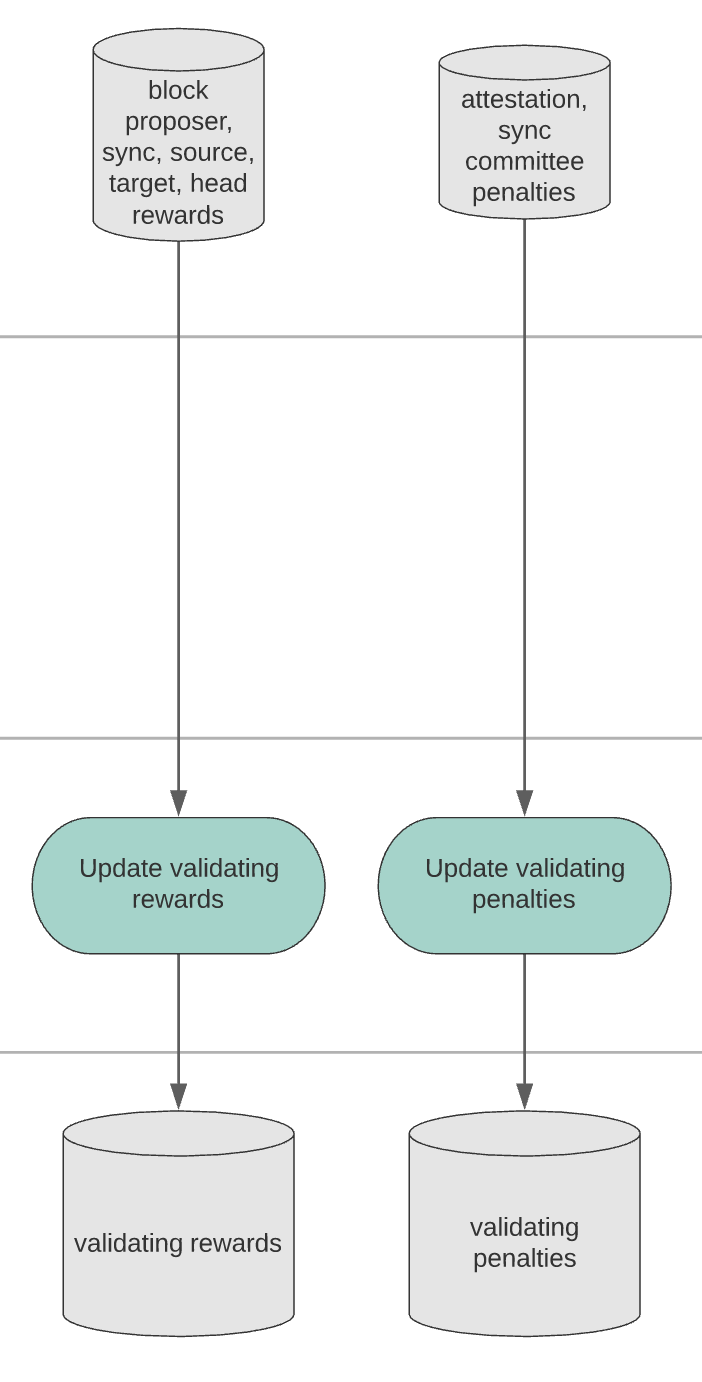 block
proposer,
sync, source,
target, head
rewards
attestation,
sync
committee
penalties
Update validating
rewards
Update validating
penalties
validating rewards
validating
penalties